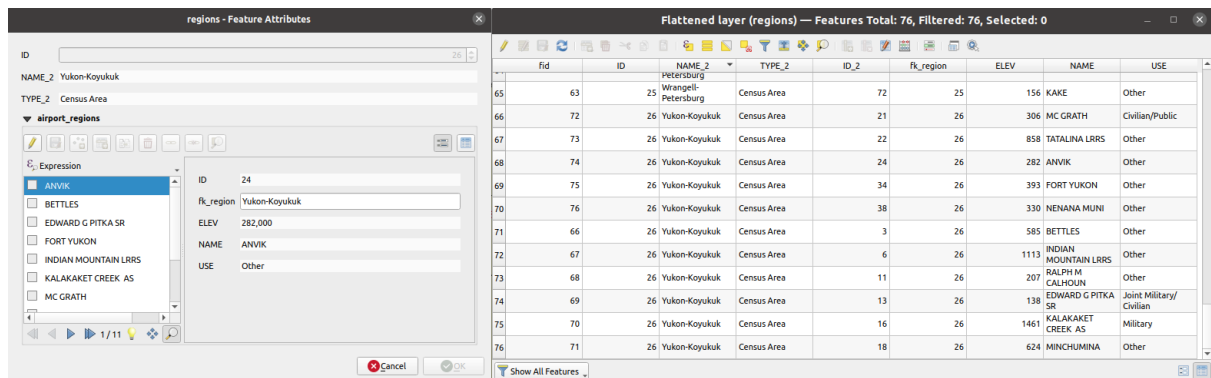 regions - Feature Attributes
ID 26
NAME_2 Yukon-Koyukuk
TYPE_2 Census Area
airport_regions
Expression
ANVIK
BETTLES
EDWARD G PITKA SR
FORT YUKON
INDIAN MOUNTAIN LRRS
KALAKAKET CREEK AS
MC GRATH
ID 24
fk_region Yukon-Koyukuk
ELEV 282,000
NAME ANVIK
USE Other
1 / 11
Cancel OK
Flattened layer (regions) — Features Total: 76, Filtered: 76, Selected: 0
fid ID NAME_2 TYPE_2 ID_2 fk_region ELEV NAME USE
Petersburg
65 63 25 Wrangell-Petersburg Census Area 72 25 156 KAKE Other
66 72 26 Yukon-Koyukuk Census Area 21 26 306 MC GRATH Civilian/Public
67 73 26 Yukon-Koyukuk Census Area 22 26 858 TATALINA LRRS Other
68 74 26 Yukon-Koyukuk Census Area 24 26 282 ANVIK Other
69 75 26 Yukon-Koyukuk Census Area 34 26 393 FORT YUKON Other
70 76 26 Yukon-Koyukuk Census Area 38 26 330 NENANA MUNI Other
71 66 26 Yukon-Koyukuk Census Area 3 26 585 BETTLES Other
72 67 26 Yukon-Koyukuk Census Area 6 26 1113 INDIAN MOUNTAIN LRRS Other
73 68 26 Yukon-Koyukuk Census Area 11 26 207 RALPH M CALHOUN Other
74 69 26 Yukon-Koyukuk Census Area 13 26 138 EDWARD G PITKA SR Joint Military/Civilian
75 70 26 Yukon-Koyukuk Census Area 16 26 1461 KALAKAKET CREEK AS Military
76 71 26 Yukon-Koyukuk Census Area 18 26 624 MINCHUMINA Other
Show All Features